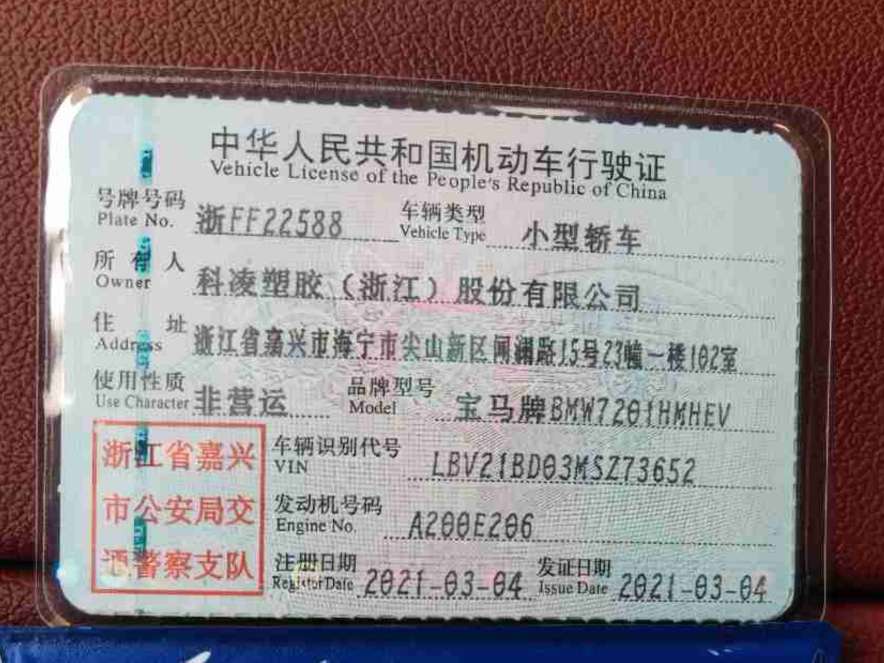 中华人民共和国机动车行驶证
Vehicle License of the People's Republic of China
号牌号码 浙FF22588 车辆类型 小型轿车
Plate No. Vehicle Type
所有人 科凌塑胶（浙江）股份有限公司
Owner
住址 浙江省嘉兴市海宁市尖山新区闻澜路15号23幢一楼102室
Address
使用性质 非营运 品牌型号 宝马牌BMW7201HMHEV
Use Character Model
浙江省嘉兴 车辆识别代号 LBV21BD03MSZ73652
VIN
市公安局交 发动机号码 A200E206
Engine No.
通警察支队 注册日期 2021-03-04 发证日期 2021-03-04
Register Date Issue Date